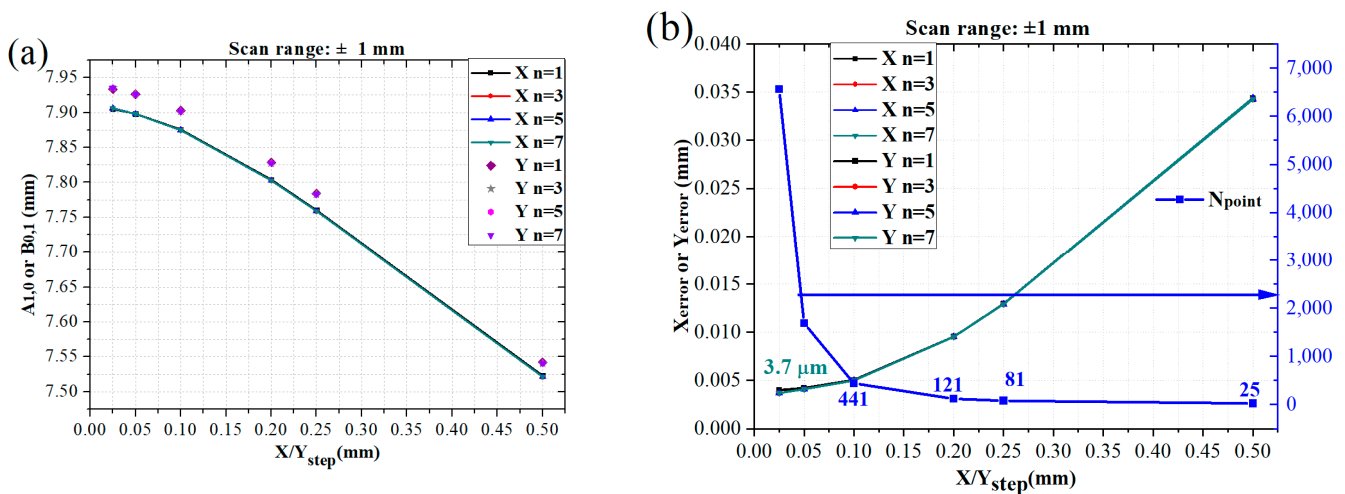 (a)
Scan range: ± 1 mm
A1,0 or B0,1 (mm)
7.95
7.90
7.85
7.80
7.75
7.70
7.65
7.60
7.55
7.50
X n=1
X n=3
X n=5
X n=7
Y n=1
Y n=3
Y n=5
Y n=7
0.00 0.05 0.10 0.15 0.20 0.25 0.30 0.35 0.40 0.45 0.50
X/Ystep(mm)
(b)
Scan range: ±1 mm
Xerror or Yerror (mm)
0.040
0.035
0.030
0.025
0.020
0.015
0.010
0.005
0.000
X n=1
X n=3
X n=5
X n=7
Y n=1
Y n=3
Y n=5
Y n=7
Npoint
3.7 μm
441
121
81
25
7,000
6,000
5,000
4,000
3,000
2,000
1,000
0
0.00 0.05 0.10 0.15 0.20 0.25 0.30 0.35 0.40 0.45 0.50
X/Ystep(mm)